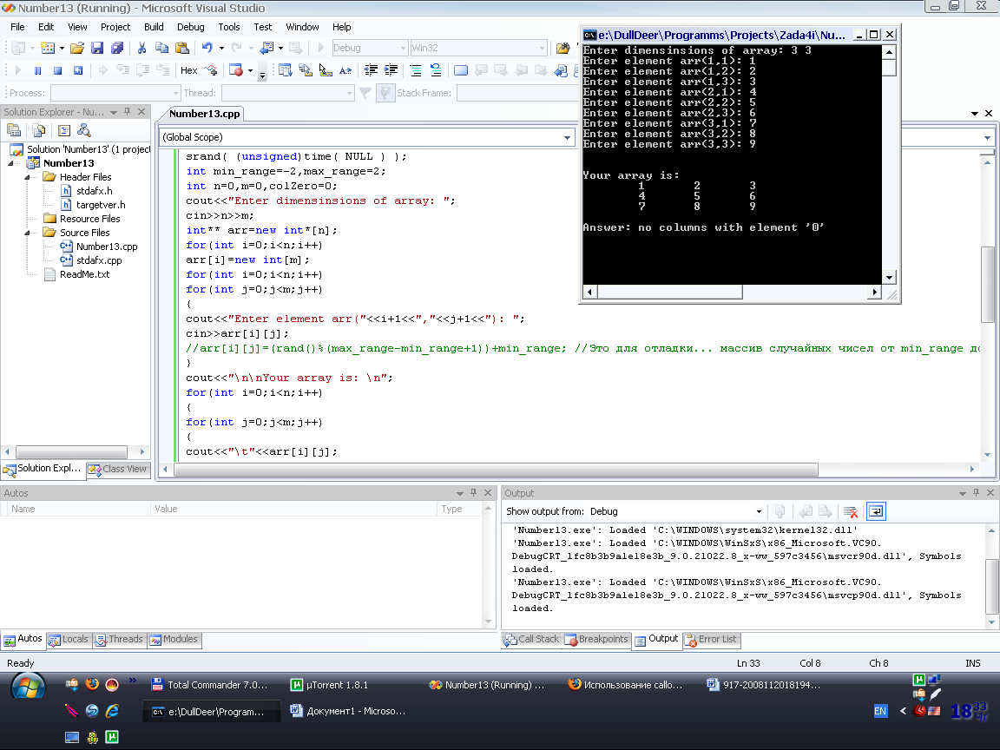 Number13 (Running) - Microsoft Visual Studio
File Edit View Project Build Debug Tools Test Window Help
Debug Win32
Hex
Process: Thread: Stack Frame:
Solution Explorer - Nu...
Solution 'Number13' (1 project
Number13
Header Files
stdafx.h
targetver.h
Resource Files
Source Files
Number13.cpp
stdafx.cpp
ReadMe.txt
Solution Expl... Class View
Number13.cpp
(Global Scope)
srand( (unsigned)time( NULL ) );
int min_range=-2,max_range=2;
int n=0,m=0,colZero=0;
cout<<"Enter dimensinsions of array: ";
cin>>n>>m;
int** arr=new int*[n];
for(int i=0;i<n;i++)
arr[i]=new int[m];
for(int i=0;i<n;i++)
for(int j=0;j<m;j++)
{
cout<<"Enter element arr("<<i+1<<","<<j+1<<"): ";
cin>>arr[i][j];
//arr[i][j]=(rand()%(max_range-min_range+1))+min_range; //Это для отладки... массив случайных чисел от min_range до
}
cout<<"\n\nYour array is: \n";
for(int i=0;i<n;i++)
{
for(int j=0;j<m;j++)
{
cout<<"\t"<<arr[i][j];
e:\DullDeer\Programms\Projects\Zada4i\Nu...
Enter dimensinsions of array: 3 3
Enter element arr(1,1): 1
Enter element arr(1,2): 2
Enter element arr(1,3): 3
Enter element arr(2,1): 4
Enter element arr(2,2): 5
Enter element arr(2,3): 6
Enter element arr(3,1): 7
Enter element arr(3,2): 8
Enter element arr(3,3): 9
Your array is:
1 2 3
4 5 6
7 8 9
Answer: no columns with element '0'
Autos
Name Value Type
Autos Locals Threads Modules
Output
Show output from: Debug
'Number13.exe': Loaded 'C:\WINDOWS\system32\kernel32.dll'
'Number13.exe': Loaded 'C:\WINDOWS\WinSxS\x86_Microsoft.VC90.
DebugCRT_1fc8b3b9a1e18e3b_9.0.21022.8_x-ww_597c3456\msvcr90d.dll', Symbols
loaded.
'Number13.exe': Loaded 'C:\WINDOWS\WinSxS\x86_Microsoft.VC90.
DebugCRT_1fc8b3b9a1e18e3b_9.0.21022.8_x-ww_597c3456\msvcp90d.dll', Symbols
loaded.
Call Stack Breakpoints Output Error List
Ready Ln 33 Col 8 Ch 8 INS
Total Commander 7.0... µTorrent 1.8.1 Number13 (Running) ... Использование callo... 917-2008112018194...
e:\DullDeer\Program... Документ1 - Microso...
EN 18 33
чт